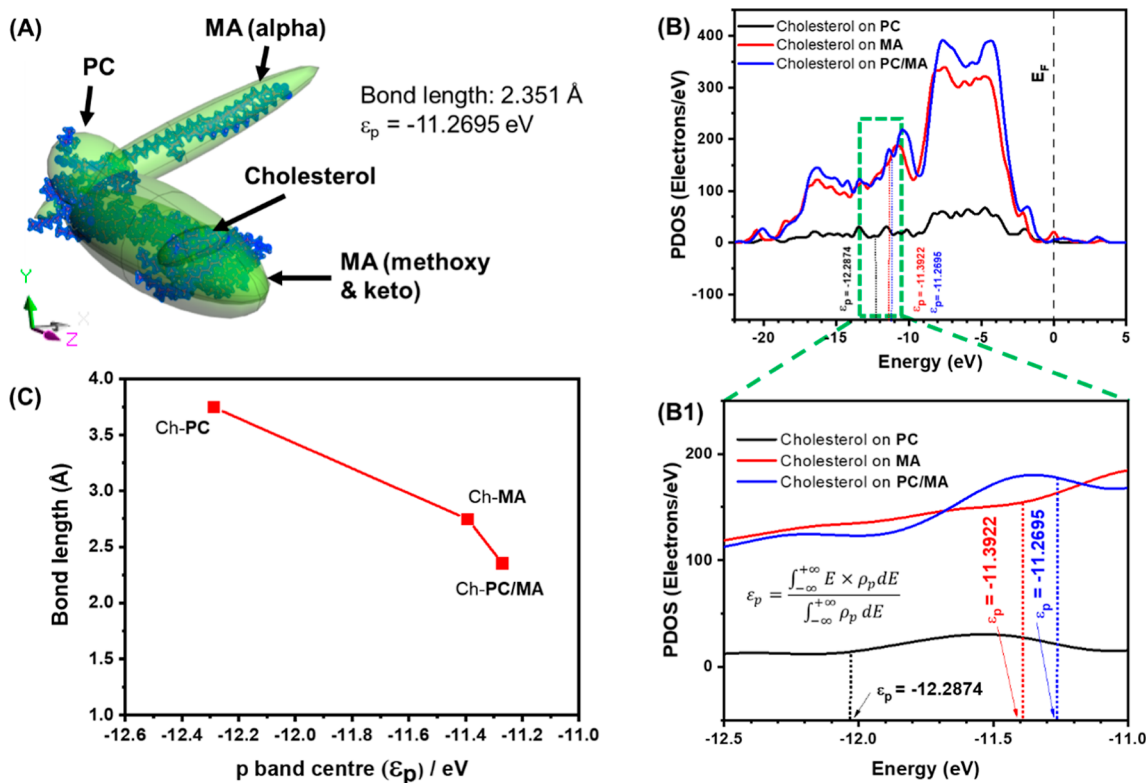 (A)
MA (alpha)
PC
Bond length: 2.351 Å
εp = -11.2695 eV
Cholesterol
MA (methoxy
& keto)
Y
X
Z
(B)
Cholesterol on PC
Cholesterol on MA
Cholesterol on PC/MA
EF
PDOS (Electrons/eV)
400
300
200
100
0
-100
εp = -12.2874
εp = -11.3922
εp= -11.2695
-20 -15 -10 -5 0 5
Energy (eV)
(C)
Bond length (Å)
4.0
3.5
3.0
2.5
2.0
1.5
1.0
Ch-PC
Ch-MA
Ch-PC/MA
-12.6 -12.4 -12.2 -12.0 -11.8 -11.6 -11.4 -11.2 -11.0
p band centre (εp) / eV
(B1)
Cholesterol on PC
Cholesterol on MA
Cholesterol on PC/MA
PDOS (Electrons/eV)
200
100
0
εp = ∫−∞+∞ E × ρp dE / ∫−∞+∞ ρp dE
εp = -11.3922
εp = -11.2695
εp = -12.2874
-12.5 -12.0 -11.5 -11.0
Energy (eV)